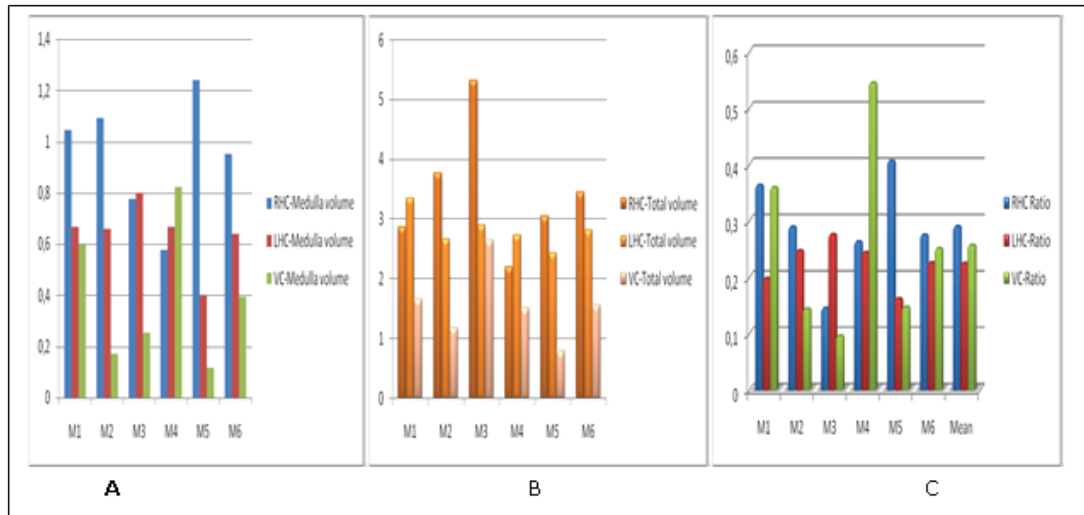 1,4
1,2
1
0,8
0,6
0,4
0,2
0
M1 M2 M3 M4 M5 M6
RHC-Medulla volume
LHC-Medulla volume
VC-Medulla volume
A
6
5
4
3
2
1
0
M1 M2 M3 M4 M5 M6
RHC-Total volume
LHC-Total volume
VC-Total volume
B
0,6
0,5
0,4
0,3
0,2
0,1
0
M1 M2 M3 M4 M5 M6 Mean
RHC Ratio
LHC-Ratio
VC-Ratio
C